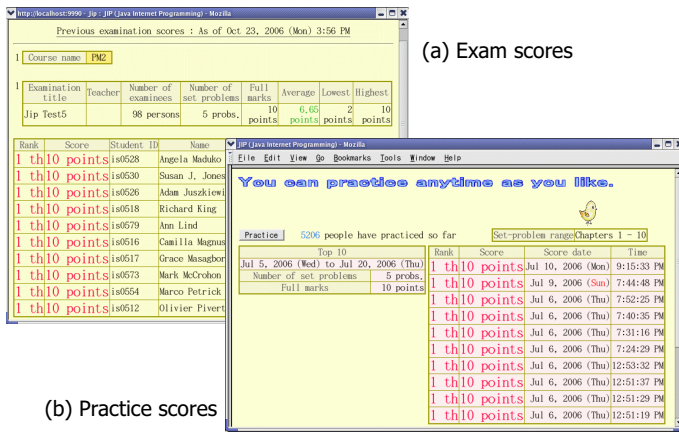 http://localhost:9990 - Jip : JIP (Java Internet Programming) - Mozilla
Previous examination scores : As of Oct 23, 2006 (Mon) 3:56 PM
(a) Exam scores
1 Course name PM2
1 Examination title Teacher Number of examinees Number of set problems Full marks Average Lowest Highest
Jip Test5 98 persons 5 probs. 10 points 6.65 points 2 points 10 points
Rank Score Student ID Name
1 th 10 points is0528 Angela Maduko
1 th 10 points is0530 Susan J. Jones
1 th 10 points is0526 Adam Juszkiewi
1 th 10 points is0518 Richard King
1 th 10 points is0579 Ann Lind
1 th 10 points is0516 Camilla Magnus
1 th 10 points is0517 Grace Masagbor
1 th 10 points is0573 Mark McCrohon
1 th 10 points is0554 Marco Petrick
1 th 10 points is0512 Olivier Pivert
JIP (Java Internet Programming) - Mozilla
File Edit View Go Bookmarks Tools Window Help
You can practice anytime as you like.
Practice 5206 people have practiced so far Set-problem range Chapters 1 - 10
Top 10
Jul 5, 2006 (Wed) to Jul 20, 2006 (Thu)
Number of set problems 5 probs.
Full marks 10 points
Rank Score Score date Time
1 th 10 points Jul 10, 2006 (Mon) 9:15:33 PM
1 th 10 points Jul 9, 2006 (Sun) 7:44:48 PM
1 th 10 points Jul 6, 2006 (Thu) 7:52:25 PM
1 th 10 points Jul 6, 2006 (Thu) 7:40:35 PM
1 th 10 points Jul 6, 2006 (Thu) 7:31:16 PM
1 th 10 points Jul 6, 2006 (Thu) 7:24:29 PM
1 th 10 points Jul 6, 2006 (Thu) 12:53:32 PM
1 th 10 points Jul 6, 2006 (Thu) 12:51:37 PM
1 th 10 points Jul 6, 2006 (Thu) 12:51:29 PM
1 th 10 points Jul 6, 2006 (Thu) 12:51:19 PM
(b) Practice scores